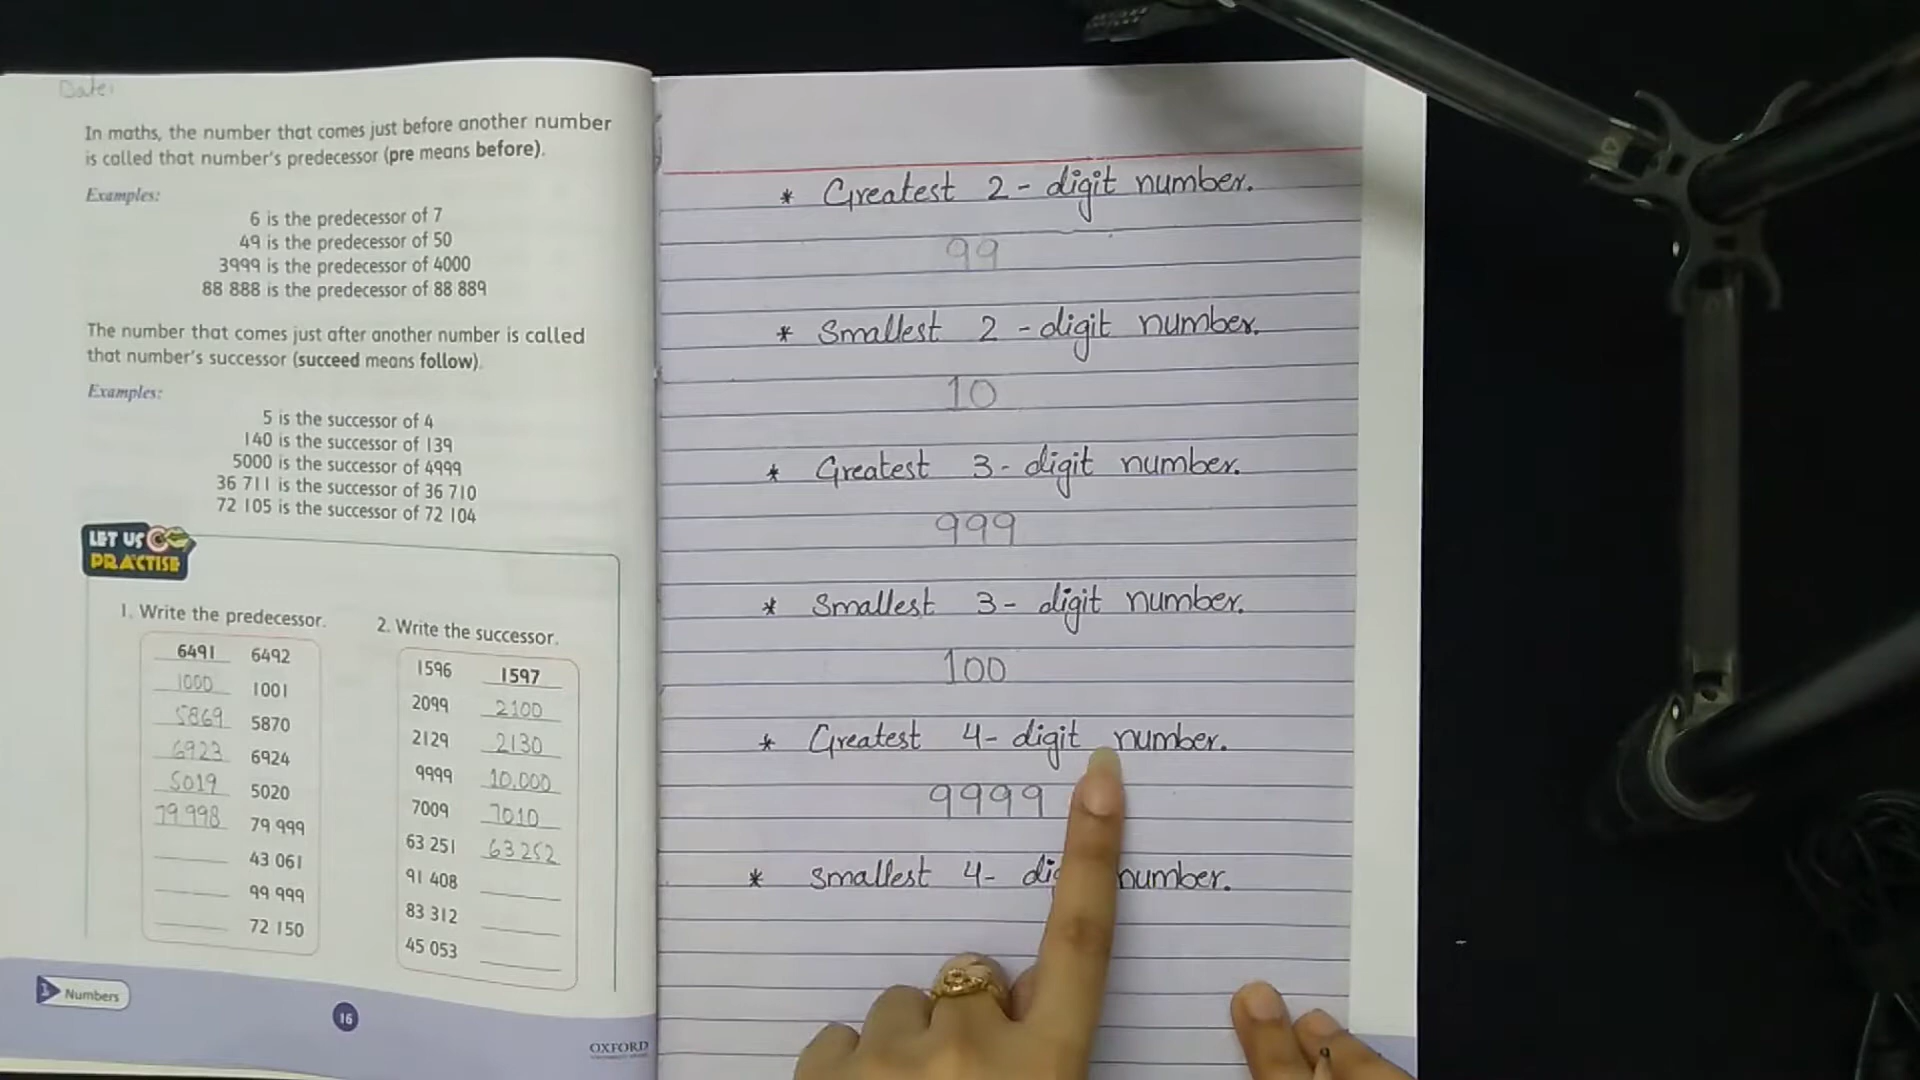 Date:
In maths, the number that comes just before another number
is called that number's predecessor (pre means before).
Examples:
6 is the predecessor of 7
49 is the predecessor of 50
3999 is the predecessor of 4000
88 888 is the predecessor of 88 889
The number that comes just after another number is called
that number's successor (succeed means follow).
Examples:
5 is the successor of 4
140 is the successor of 139
5000 is the successor of 4999
36 711 is the successor of 36 710
72 105 is the successor of 72 104
LET US
PRACTISE
1. Write the predecessor.
6491 6492
1000 1001
5869 5870
6923 6924
5019 5020
79 998 79 999
43 061
99 999
72 150
2. Write the successor.
1596 1597
2099 2100
2129 2130
9999 10.000
7009 7010
63 251 63 252
91 408
83 312
45 053
1 Numbers
16
OXFORD
* Greatest 2 - digit number.
99
* Smallest 2 - digit number.
10
* Greatest 3 - digit number.
999
* Smallest 3 - digit number.
100
* Greatest 4 - digit number.
9999
* Smallest 4 - number.